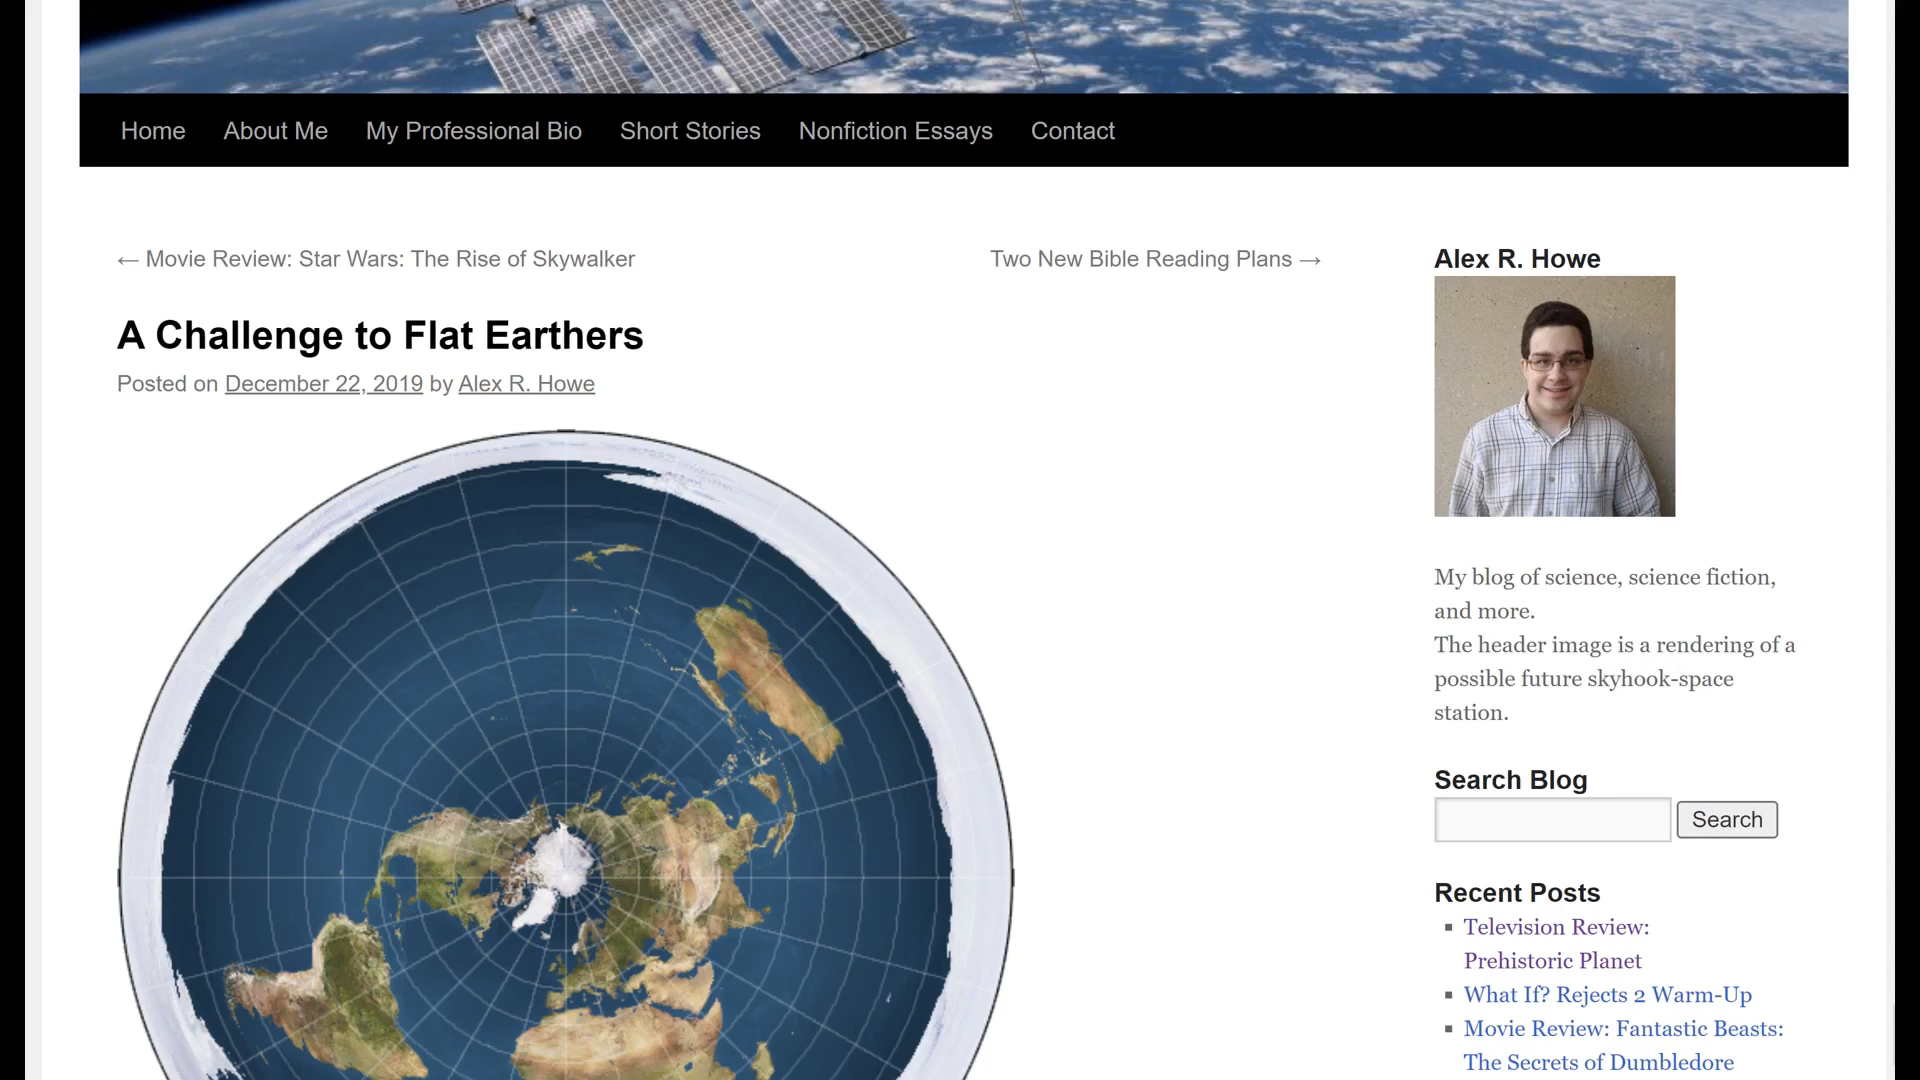 Home About Me My Professional Bio Short Stories Nonfiction Essays Contact
← Movie Review: Star Wars: The Rise of Skywalker
Two New Bible Reading Plans →
A Challenge to Flat Earthers
Posted on December 22, 2019 by Alex R. Howe
Alex R. Howe
My blog of science, science fiction,
and more.
The header image is a rendering of a
possible future skyhook-space
station.
Search Blog
Search
Recent Posts
Television Review:
Prehistoric Planet
What If? Rejects 2 Warm-Up
Movie Review: Fantastic Beasts:
The Secrets of Dumbledore